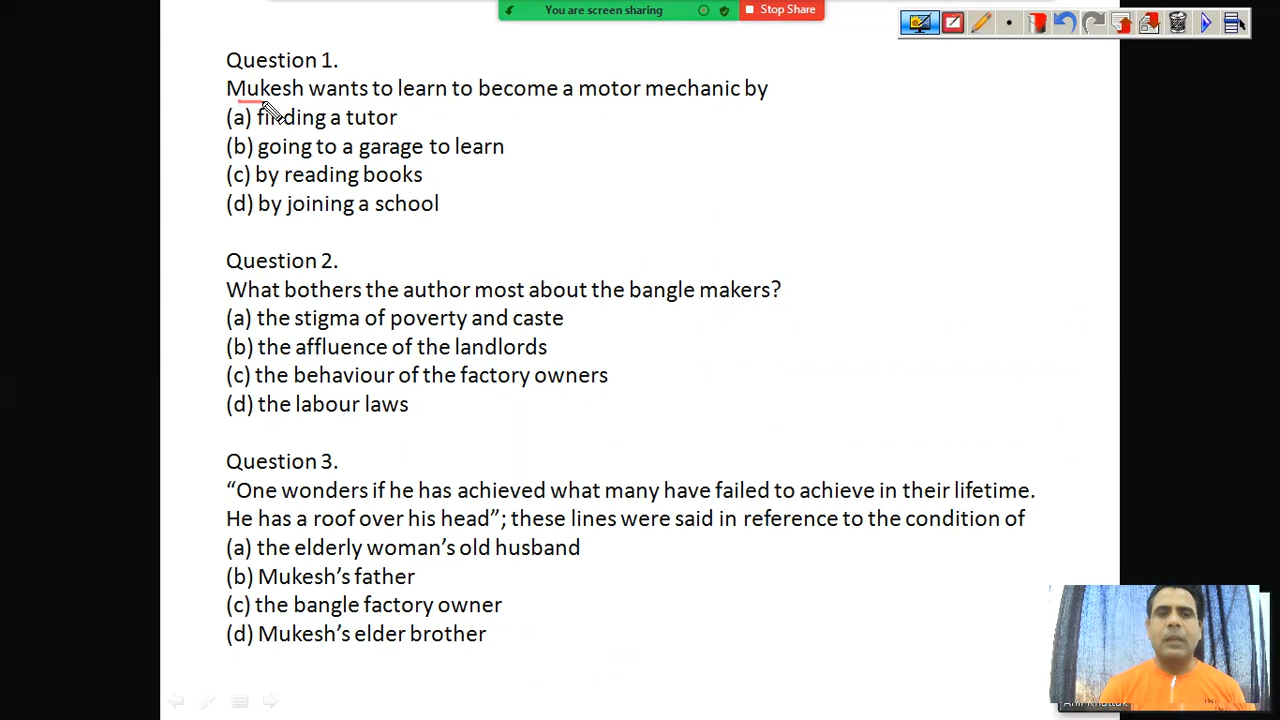 You are screen sharing
Stop Share
Question 1.
Mukesh wants to learn to become a motor mechanic by
(a) finding a tutor
(b) going to a garage to learn
(c) by reading books
(d) by joining a school
Question 2.
What bothers the author most about the bangle makers?
(a) the stigma of poverty and caste
(b) the affluence of the landlords
(c) the behaviour of the factory owners
(d) the labour laws
Question 3.
“One wonders if he has achieved what many have failed to achieve in their lifetime.
He has a roof over his head”; these lines were said in reference to the condition of
(a) the elderly woman’s old husband
(b) Mukesh’s father
(c) the bangle factory owner
(d) Mukesh’s elder brother